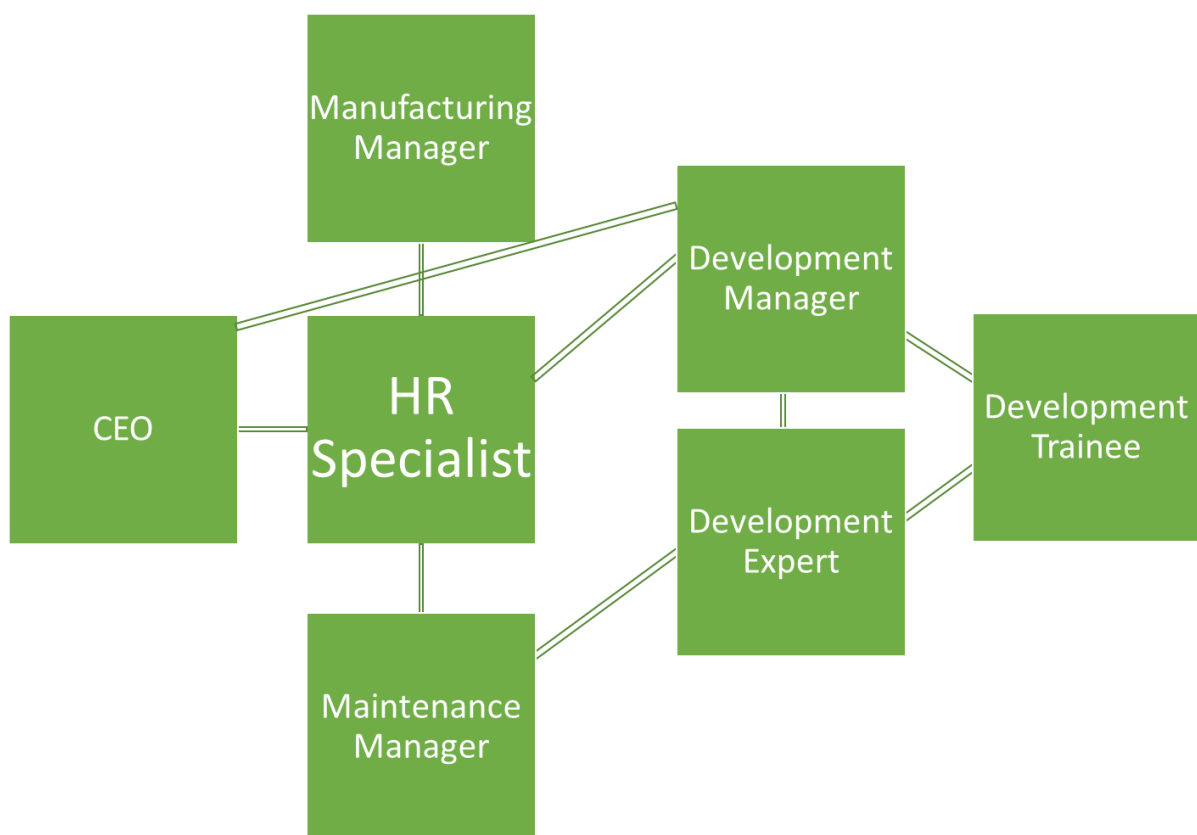 Manufacturing
Manager
Development
Manager
CEO
HR
Specialist
Development
Trainee
Development
Expert
Maintenance
Manager